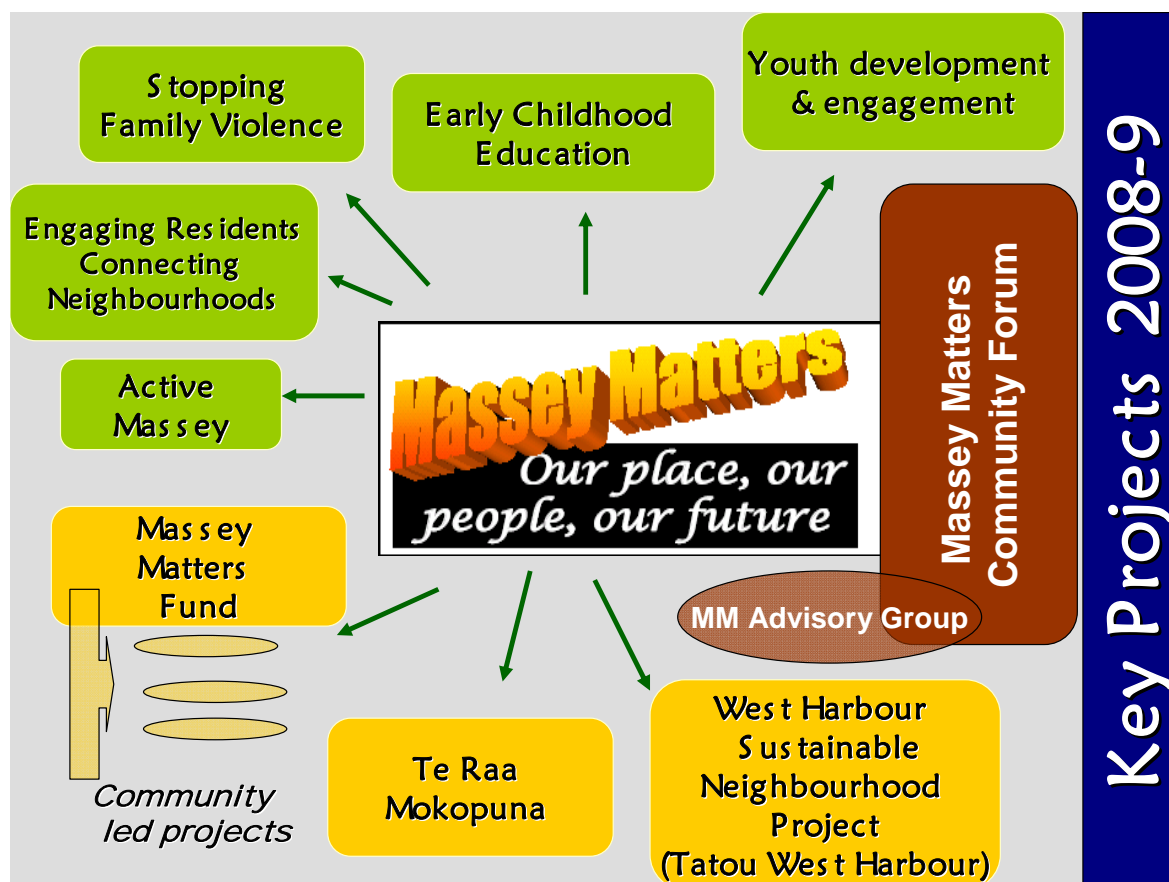 Stopping
Family Violence
Early Childhood
Education
Youth development
& engagement
Engaging Residents
Connecting
Neighbourhoods
Active
Massey
Massey Matters
Our place, our
people, our future
Massey Matters
Community Forum
MM Advisory Group
Massey
Matters
Fund
Community
led projects
Te Raa
Mokopuna
West Harbour
Sustainable
Neighbourhood
Project
(Tatou West Harbour)
Key Projects 2008-9